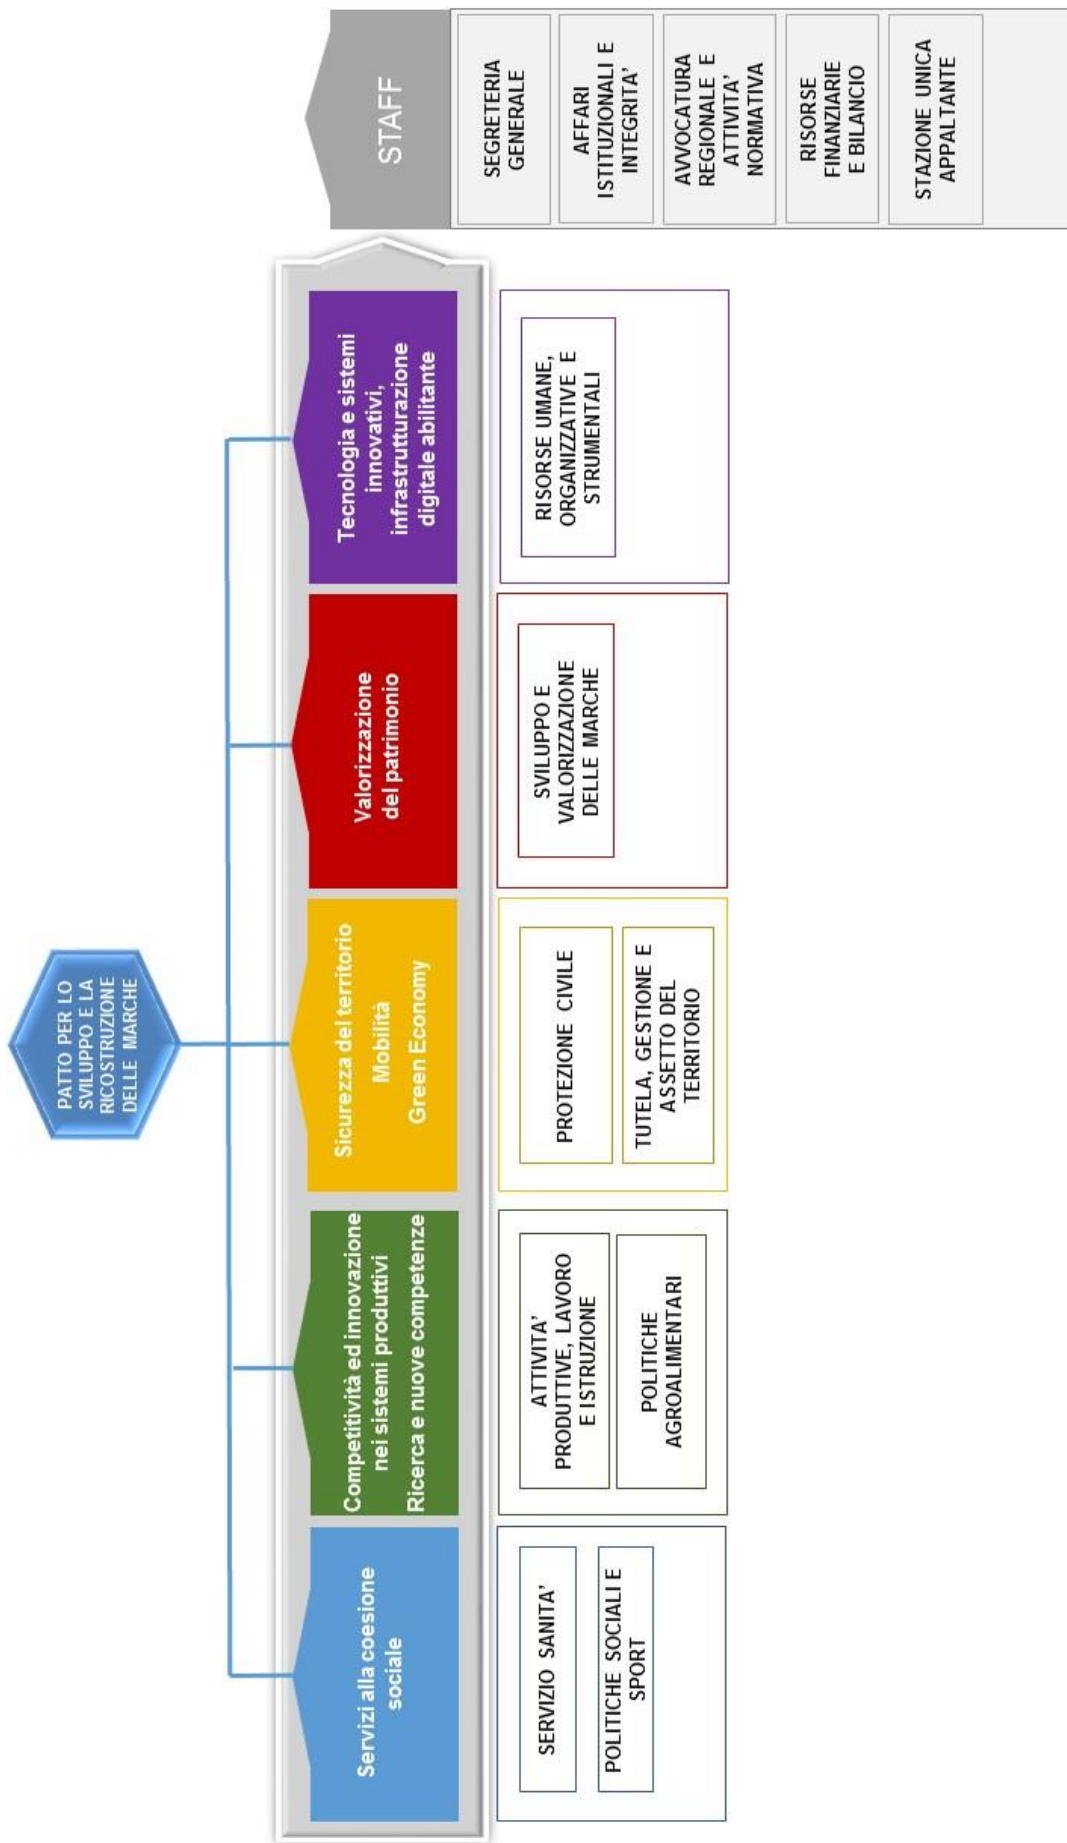 PATTO PER LO
SVILUPPO E LA
RICOSTRUZIONE
DELLE MARCHE
Servizi alla coesione
sociale
Competitività ed innovazione
nei sistemi produttivi
Ricerca e nuove competenze
Sicurezza del territorio
Mobilità
Green Economy
Valorizzazione
del patrimonio
Tecnologia e sistemi
innovativi,
infrastrutturazione
digitale abilitante
STAFF
SERVIZIO SANITA'
POLITICHE SOCIALI E
SPORT
ATTIVITA'
PRODUTTIVE, LAVORO
E ISTRUZIONE
POLITICHE
AGROALIMENTARI
PROTEZIONE CIVILE
TUTELA, GESTIONE E
ASSETTO DEL
TERRITORIO
SVILUPPO E
VALORIZZAZIONE
DELLE MARCHE
RISORSE UMANE,
ORGANIZZATIVE E
STRUMENTALI
SEGRETERIA
GENERALE
AFFARI
ISTITUZIONALI E
INTEGRITA'
AVVOCATURA
REGIONALE E
ATTIVITA'
NORMATIVA
RISORSE
FINANZIARIE
E BILANCIO
STAZIONE UNICA
APPALTANTE